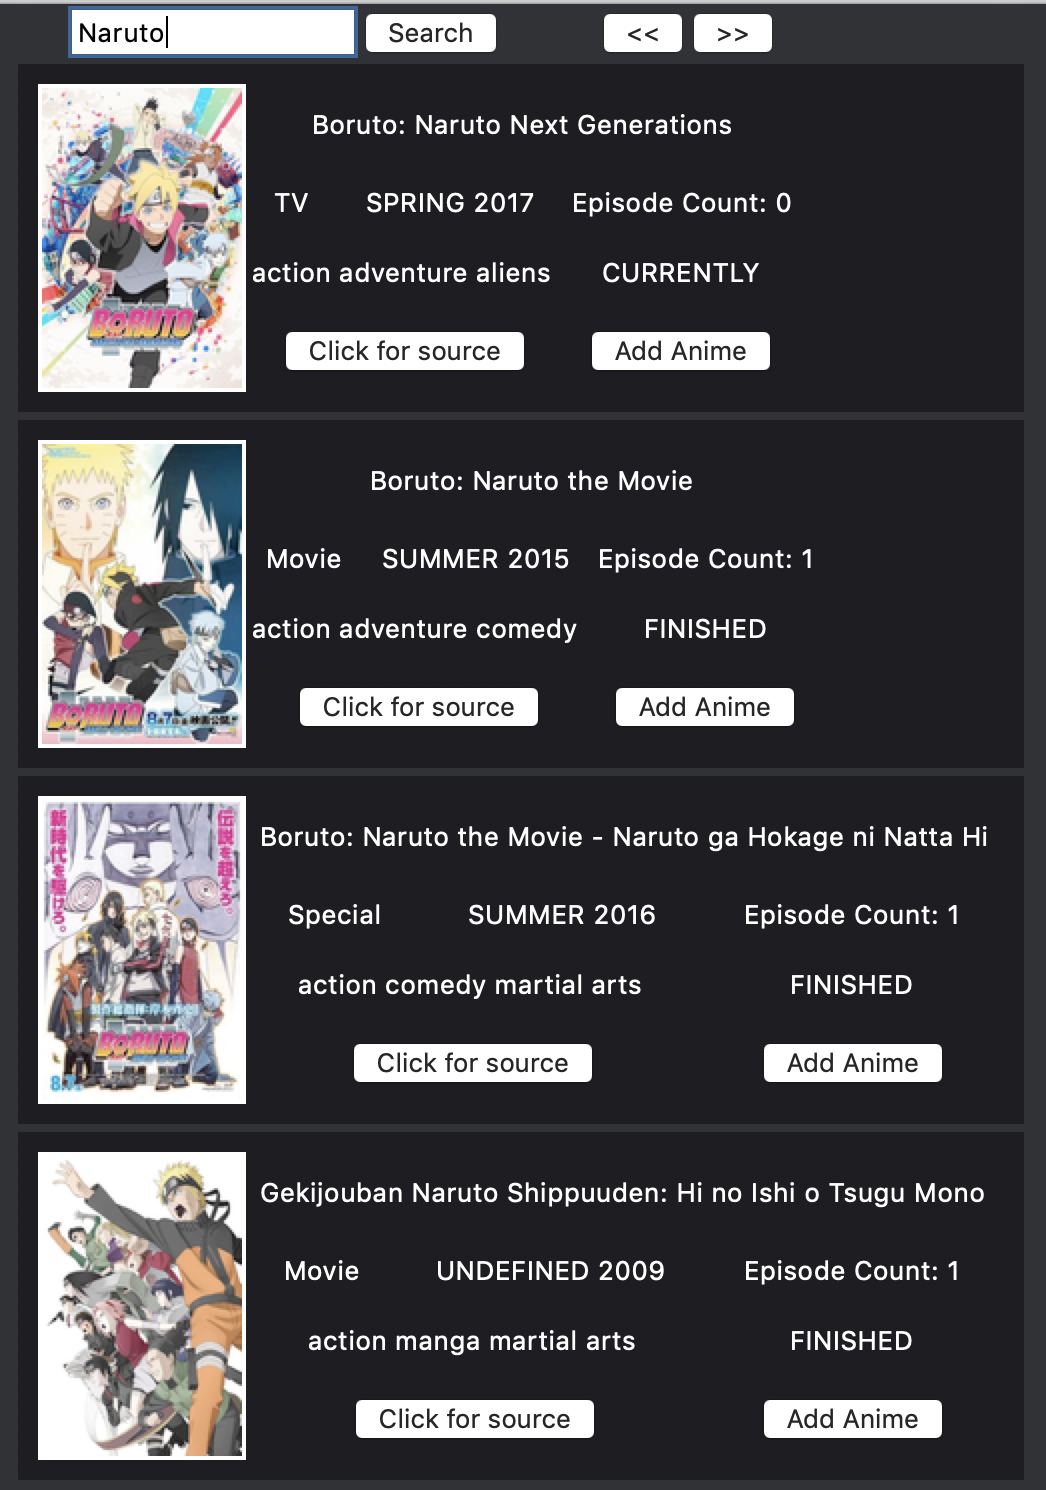 Naruto Search << >>
Boruto: Naruto Next Generations
TV SPRING 2017 Episode Count: 0
action adventure aliens CURRENTLY
Click for source Add Anime
BORUTO
Boruto: Naruto the Movie
Movie SUMMER 2015 Episode Count: 1
action adventure comedy FINISHED
Click for source Add Anime
BORUTO
Boruto: Naruto the Movie - Naruto ga Hokage ni Natta Hi
Special SUMMER 2016 Episode Count: 1
action comedy martial arts FINISHED
Click for source Add Anime
伝説を超えろ。
新時代を駆けろ。
BORUTO
Gekijouban Naruto Shippuuden: Hi no Ishi o Tsugu Mono
Movie UNDEFINED 2009 Episode Count: 1
action manga martial arts FINISHED
Click for source Add Anime